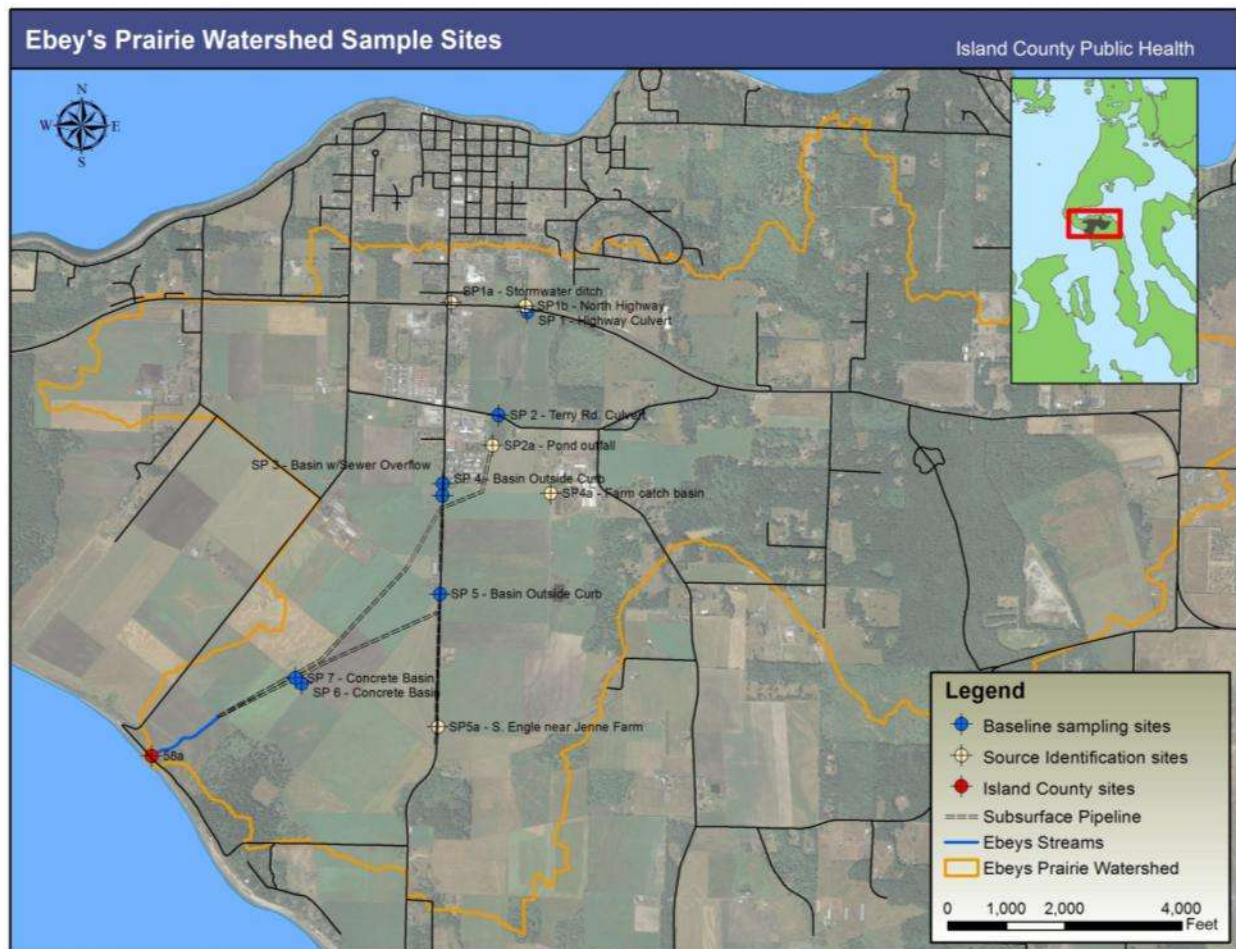 Ebey's Prairie Watershed Sample Sites
Island County Public Health
N
W E
S
SP1a - Stormwater ditch
SP1b - North Highway
SP 1 - Highway Culvert
SP 2 - Terry Rd. Culvert
SP2a - Pond outfall
SP 3 - Basin w/Sewer Overflow
SP 4 - Basin Outside Curb
SP4a - Farm catch basin
SP 5 - Basin Outside Curb
SP 7 - Concrete Basin
SP 6 - Concrete Basin
SP5a - S. Engle near Jenne Farm
58a
Legend
Baseline sampling sites
Source Identification sites
Island County sites
Subsurface Pipeline
Ebeys Streams
Ebeys Prairie Watershed
0 1,000 2,000 4,000
Feet